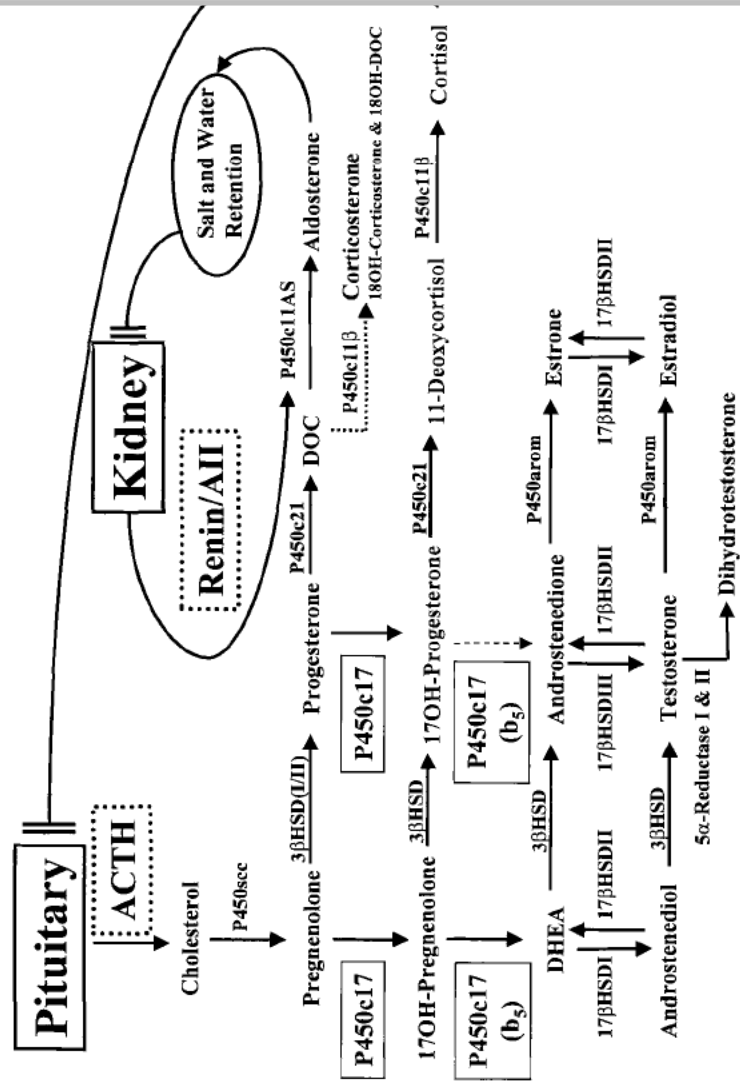 Pituitary
ACTH
Kidney
Renin/AII
Salt and Water
Retention
Cholesterol
P450scc
Pregnenolone
3βHSD(I/II)
Progesterone
P450c21
DOC
P450c11AS
Aldosterone
P450c11β
Corticosterone
18OH-Corticosterone & 18OH-DOC
P450c17
P450c17
17OH-Pregnenolone
3βHSD
17OH-Progesterone
P450c21
11-Deoxycortisol
P450c11β
Cortisol
P450c17
(b₅)
P450c17
(b₅)
DHEA
3βHSD
Androstenedione
P450arom
Estrone
17βHSDI
17βHSDII
17βHSDIII
17βHSDII
17βHSDI
17βHSDII
Androstenediol
3βHSD
Testosterone
P450arom
Estradiol
5α-Reductase I & II
Dihydrotestosterone